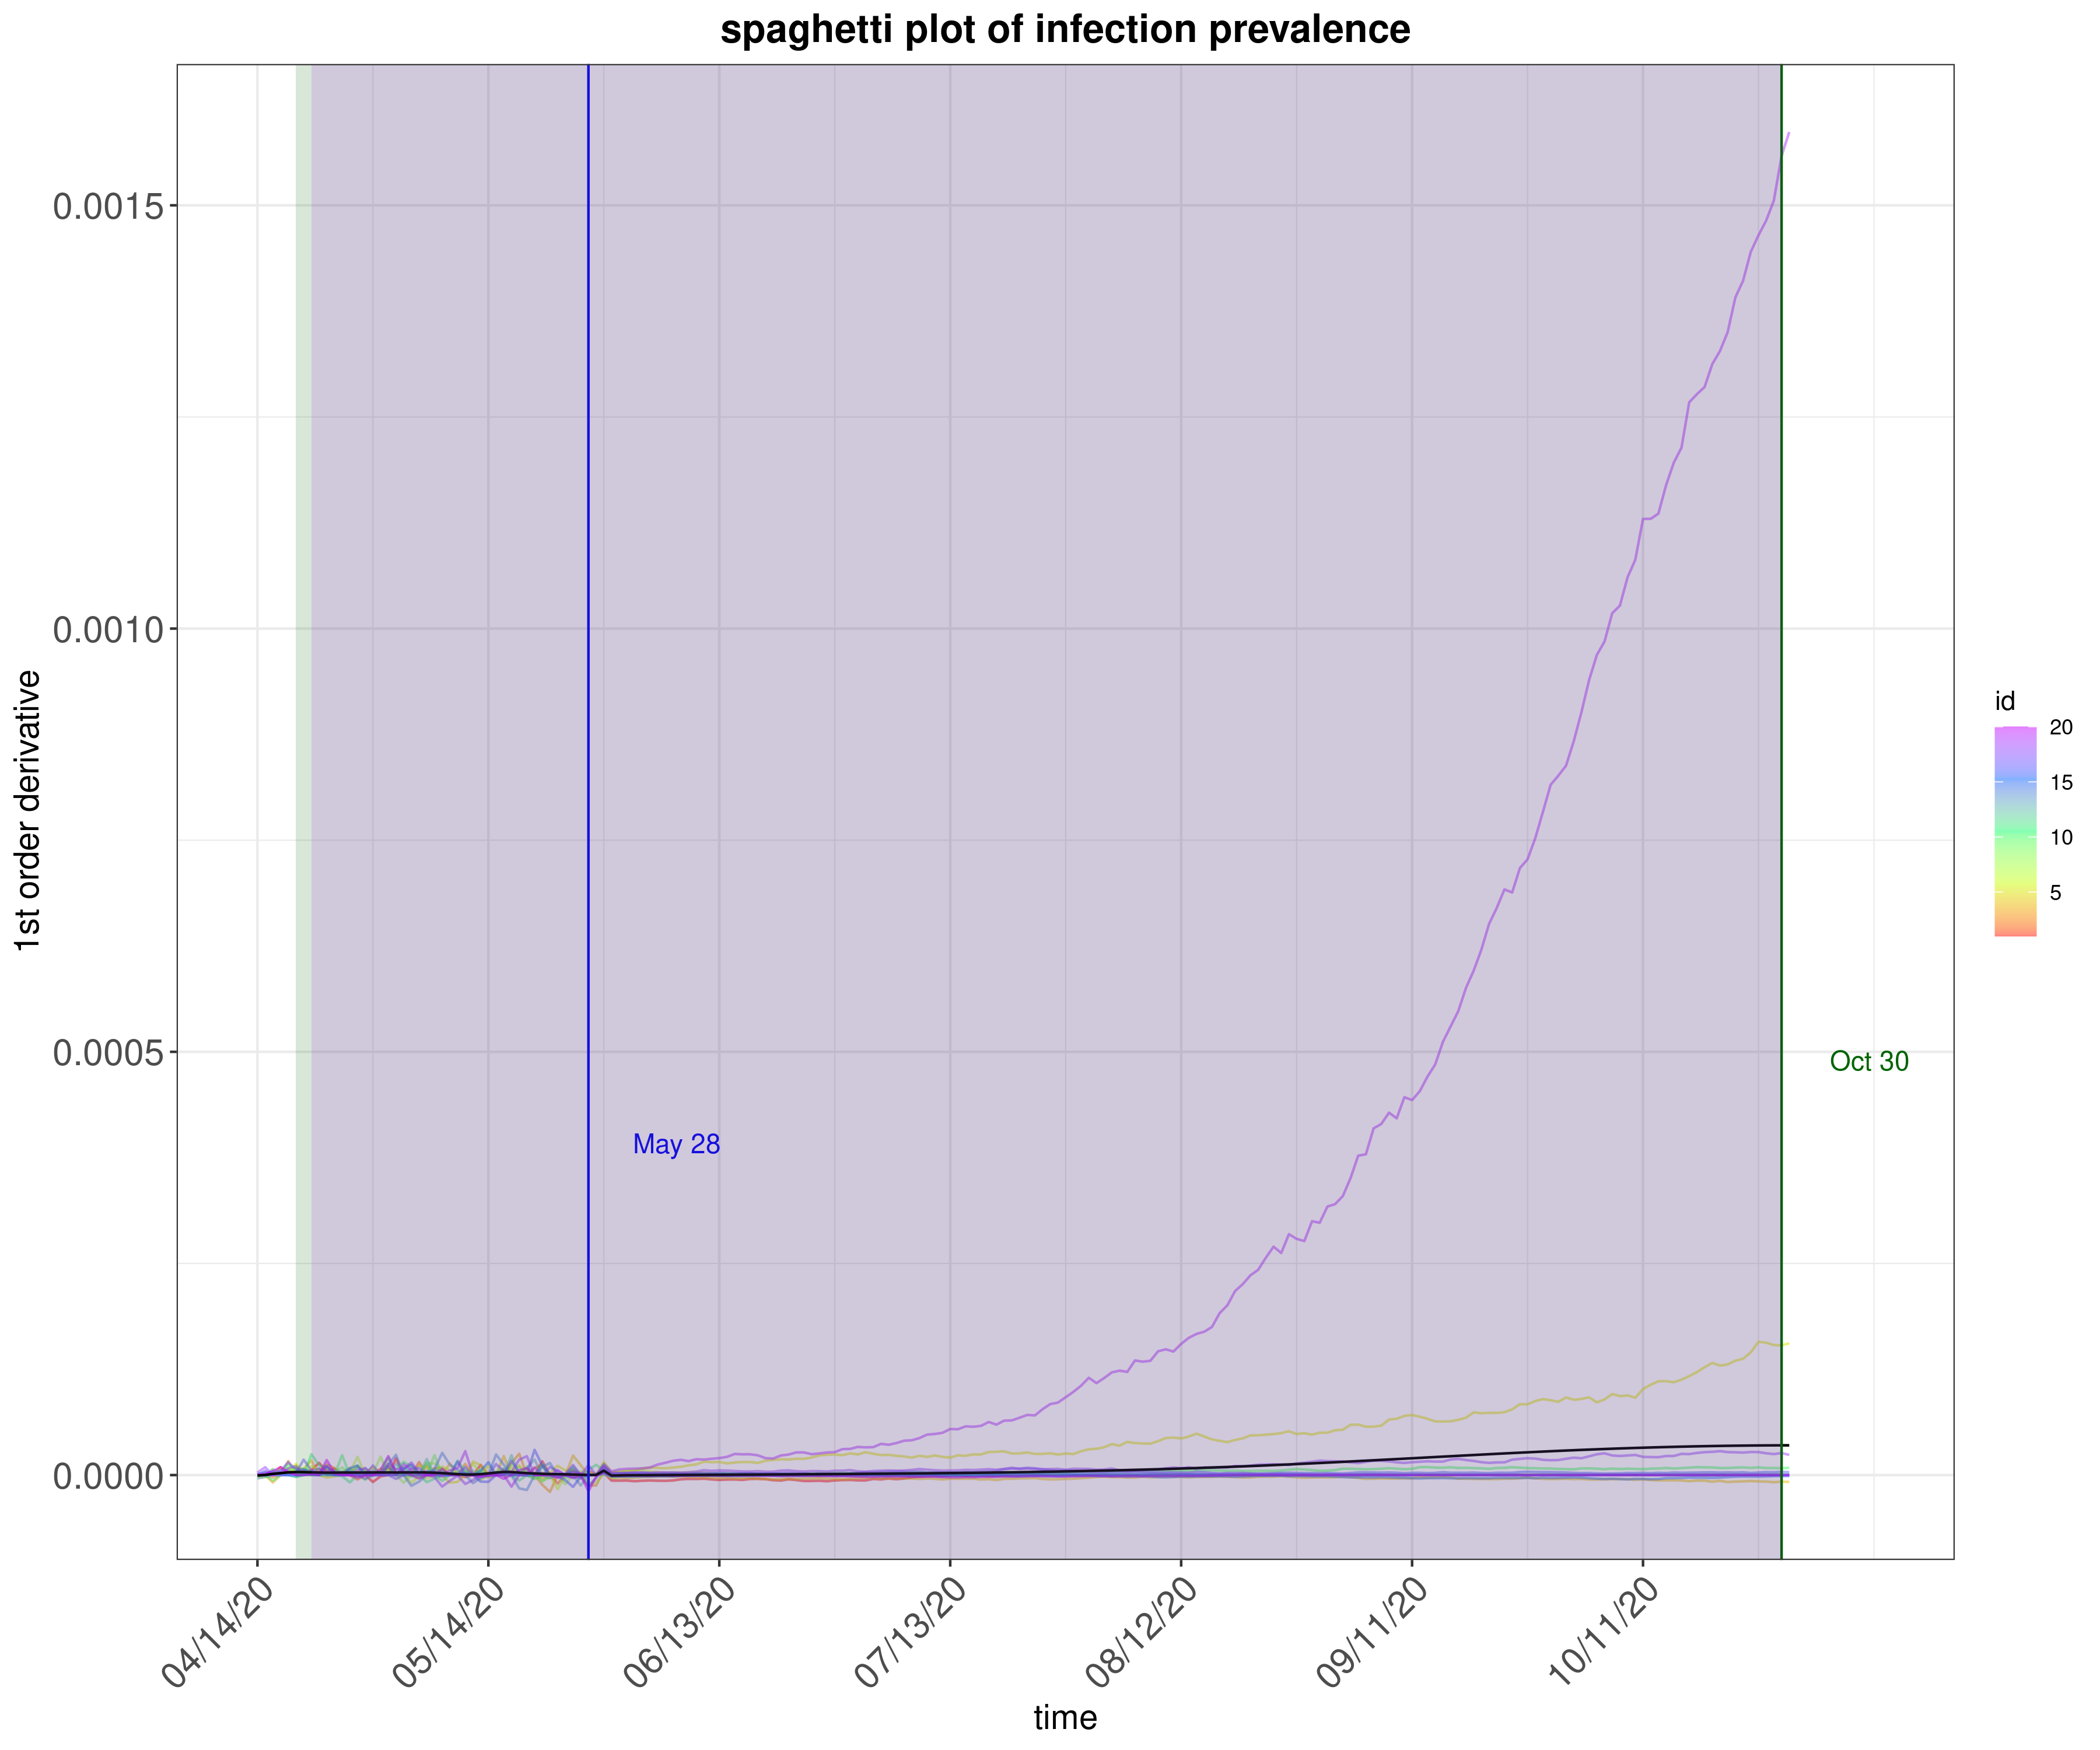 spaghetti plot of infection prevalence
1st order derivative
0.0015
0.0010
0.0005
0.0000
May 28
Oct 30
04/14/20
05/14/20
06/13/20
07/13/20
08/12/20
09/11/20
10/11/20
time
id
20
15
10
5